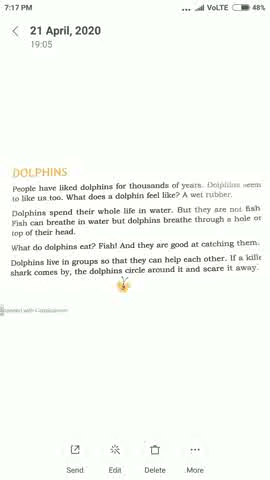 7:17 PM ... VoLTE 48%
21 April, 2020
19:05
DOLPHINS
People have liked dolphins for thousands of years. Dolphins seem
to like us too. What does a dolphin feel like? A wet rubber.
Dolphins spend their whole life in water. But they are not fish
Fish can breathe in water but dolphins breathe through a hole on
top of their head.
What do dolphins eat? Fish! And they are good at catching them.
Dolphins live in groups so that they can help each other. If a kille
shark comes by, the dolphins circle around it and scare it away.
Scanned with CamScanner
Send Edit Delete More